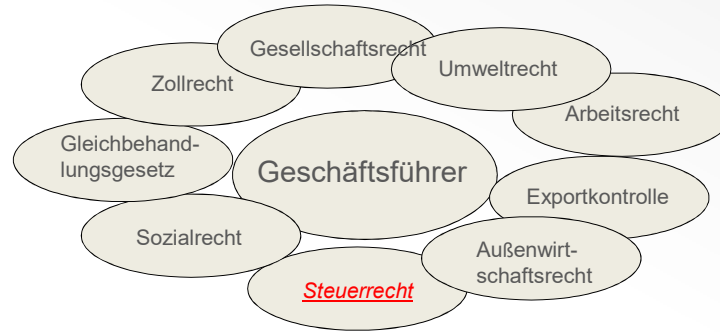 Gesellschaftsrecht
Umweltrecht
Zollrecht
Arbeitsrecht
Gleichbehand-
lungsgesetz
Geschäftsführer
Exportkontrolle
Sozialrecht
Außenwirt-
schaftsrecht
Steuerrecht